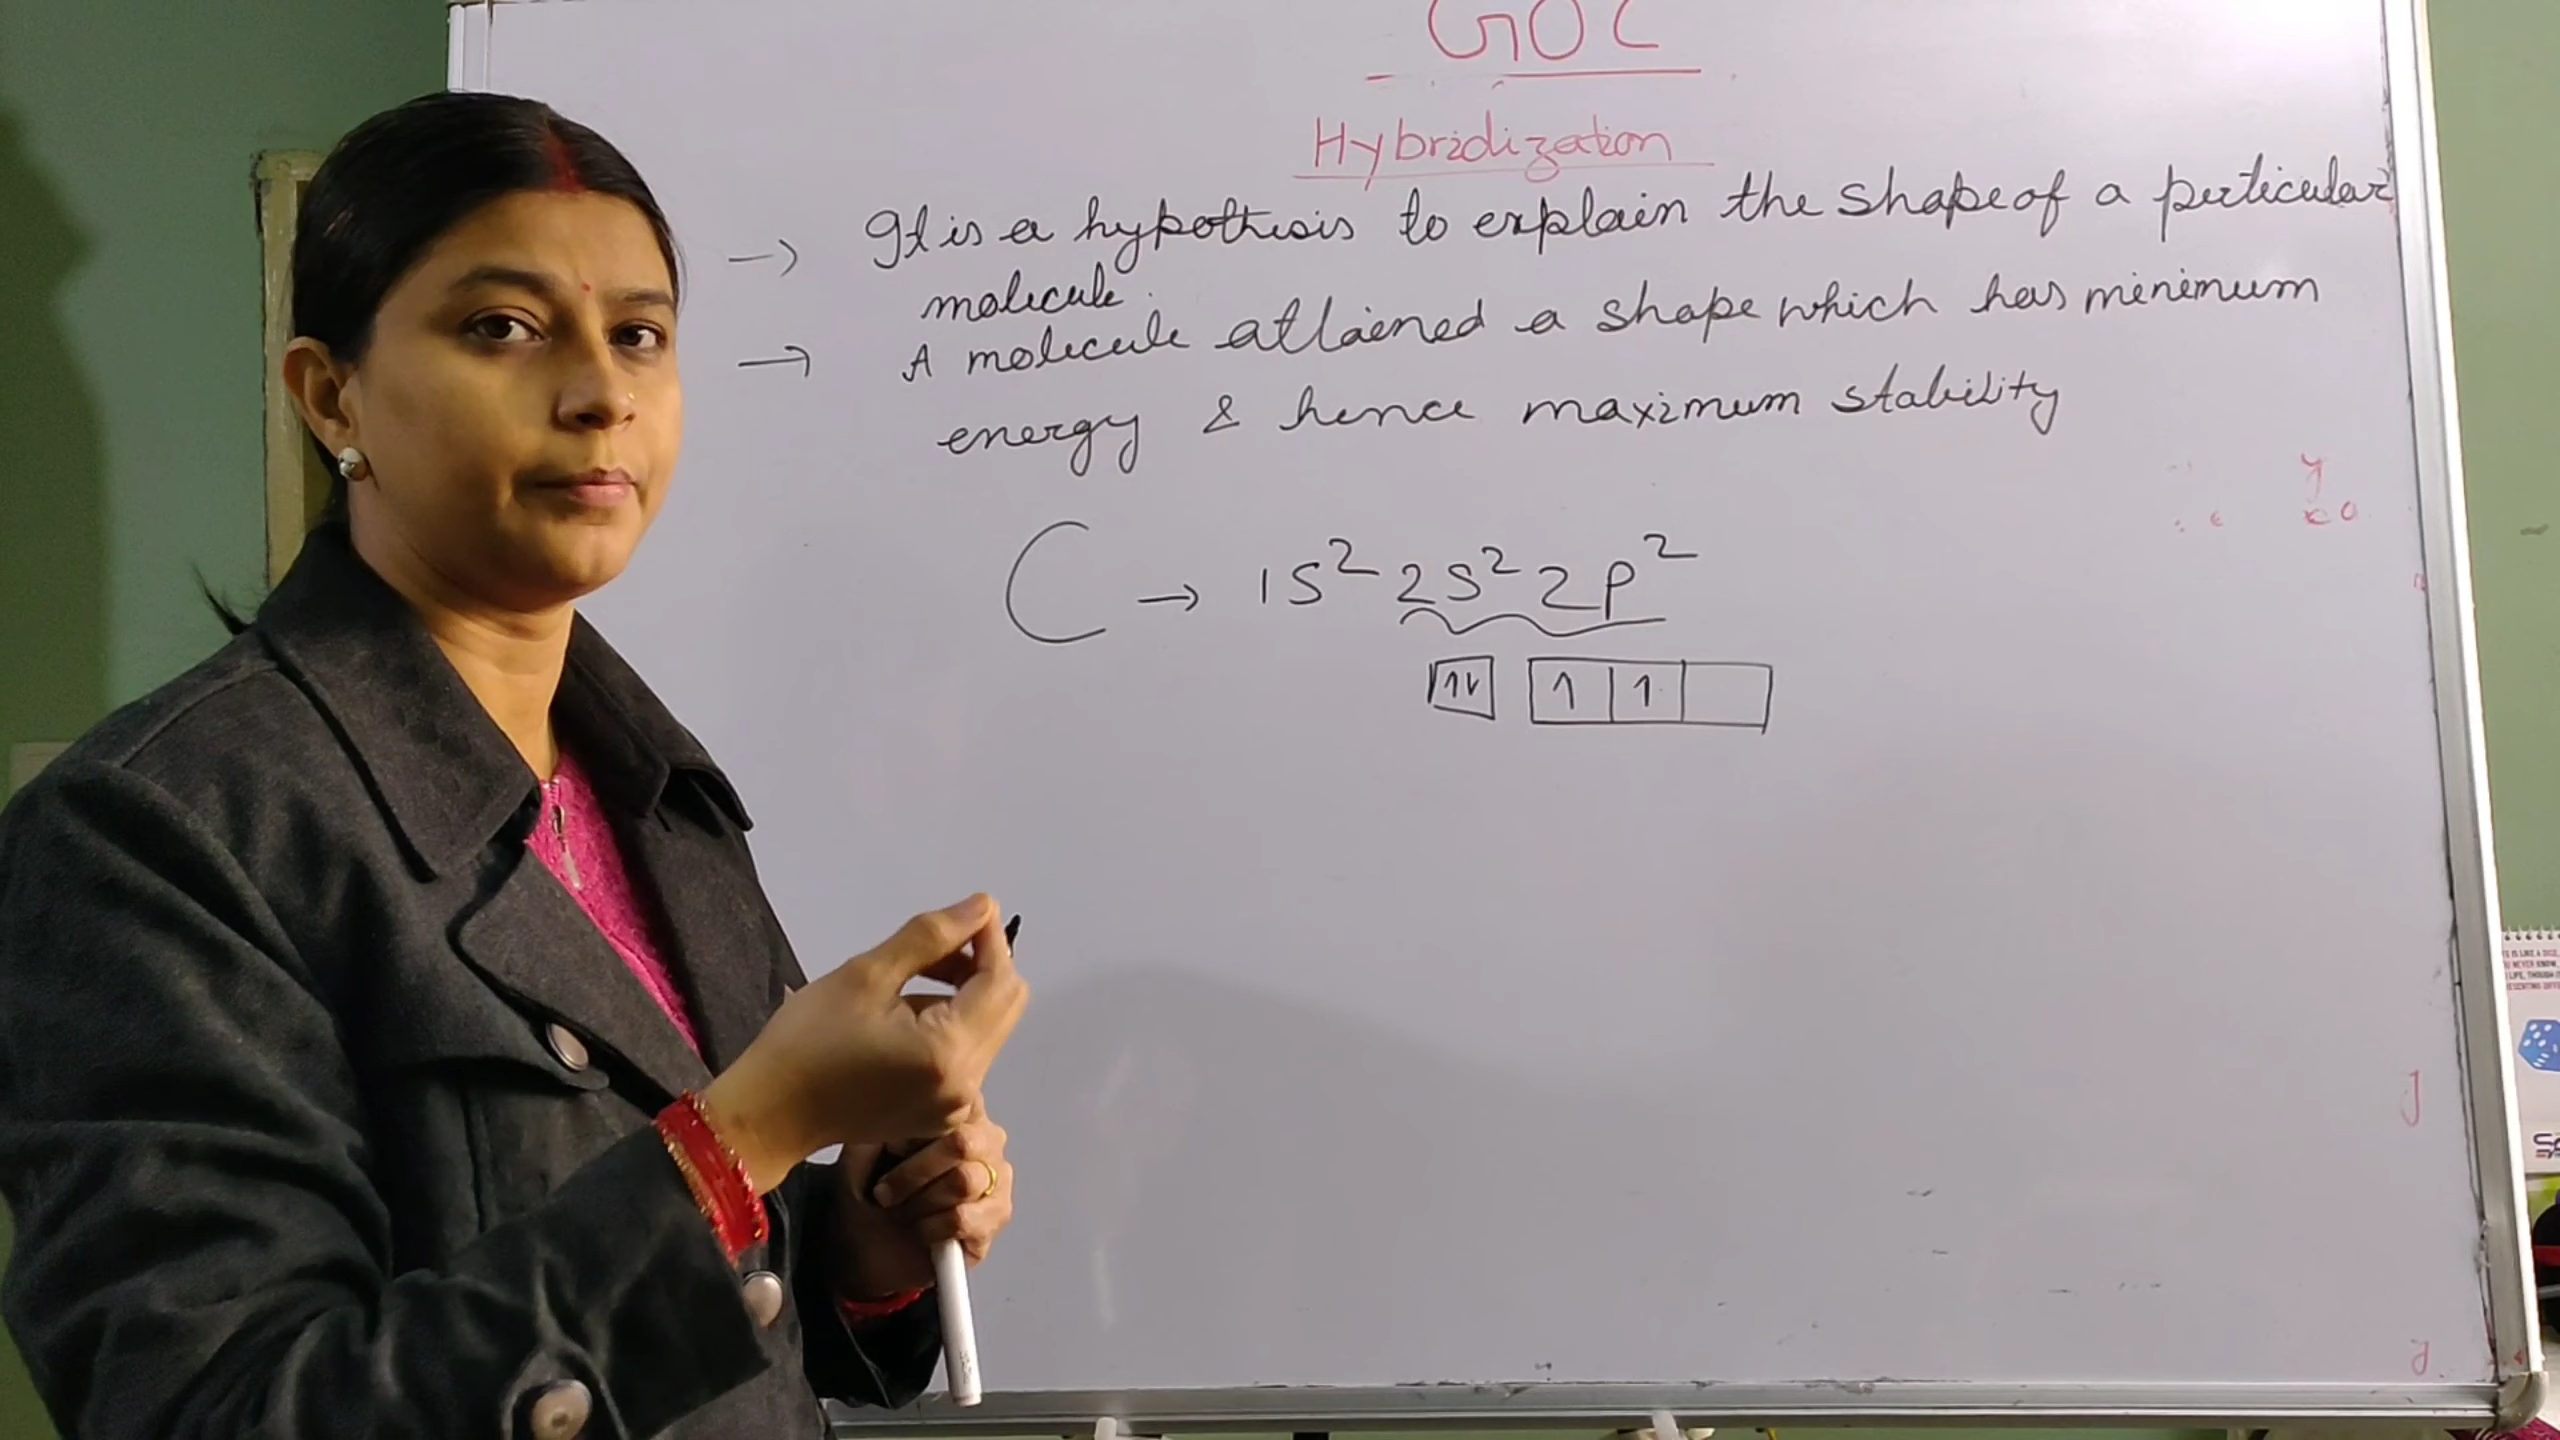 GOC
Hybridization
→ It is a hypothesis to explain the shape of a perticular
molecule.
→ A molecule attained a shape which has minimum
energy & hence maximum stability
C → 1S² 2S² 2P²
↑↓ ↑ ↑